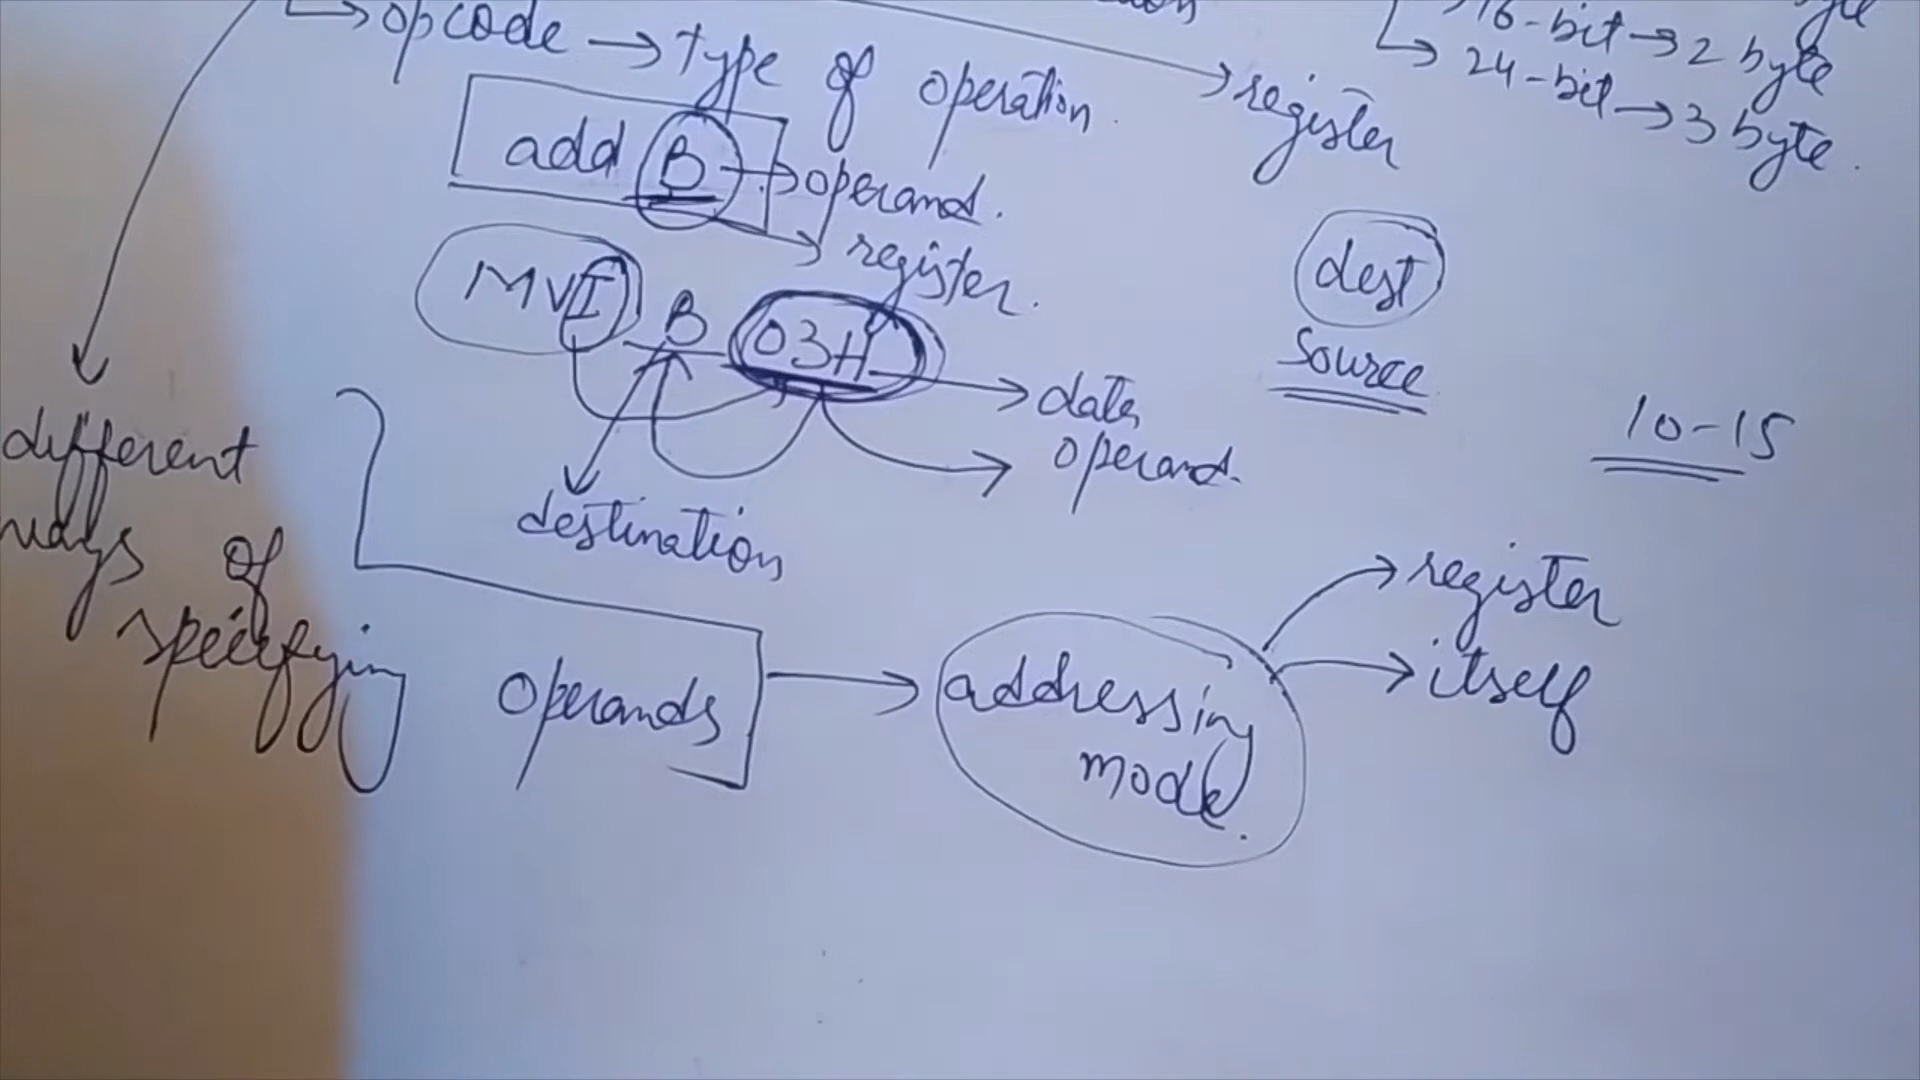 opcode → type of operation
register
16-bit → 2 byte
24-bit → 3 byte.
add B → operand.
register.
MVI B 03H
dest
source
data
operand.
10-15
destination
different
ways of
specifying operands → addressing
mode.
register
itself